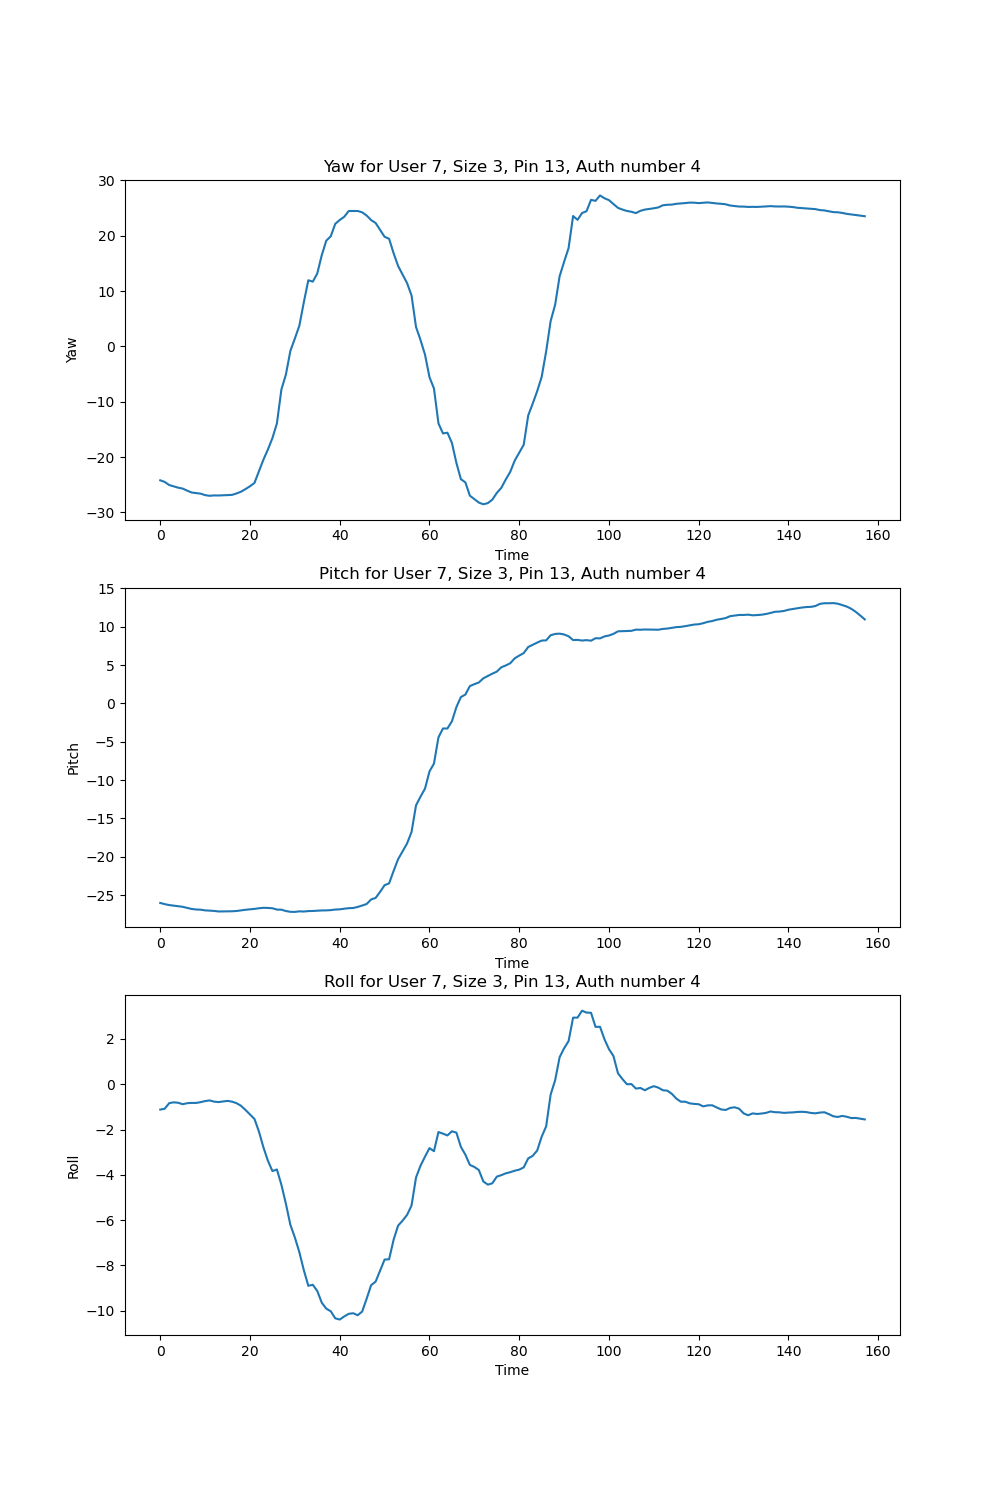 Yaw for User 7, Size 3, Pin 13, Auth number 4
30
20
10
0
−10
−20
−30
Yaw
0 20 40 60 80 100 120 140 160
Time
Pitch for User 7, Size 3, Pin 13, Auth number 4
15
10
5
0
−5
−10
−15
−20
−25
Pitch
0 20 40 60 80 100 120 140 160
Time
Roll for User 7, Size 3, Pin 13, Auth number 4
2
0
−2
−4
−6
−8
−10
Roll
0 20 40 60 80 100 120 140 160
Time